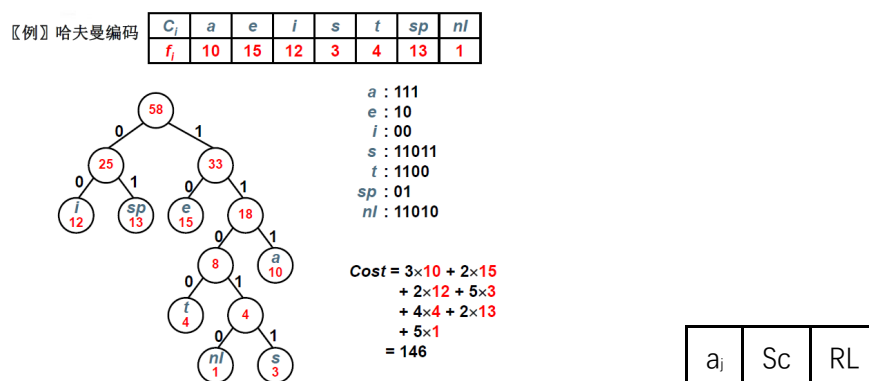 〖例〗哈夫曼编码
Ci a e i s t sp nl
fi 10 15 12 3 4 13 1
58
0 1
25 33
0 1 0 1
i 12 sp 13 e 15 18
0 1
8 a 10
0 1
t 4 4
0 1
nl 1 s 3
a : 111
e : 10
i : 00
s : 11011
t : 1100
sp : 01
nl : 11010
Cost = 3×10 + 2×15
+ 2×12 + 5×3
+ 4×4 + 2×13
+ 5×1
= 146
aj Sc RL